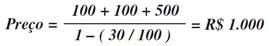 Preço = 100 + 100 + 500 / 1 – ( 30 / 100 ) = R$ 1.000